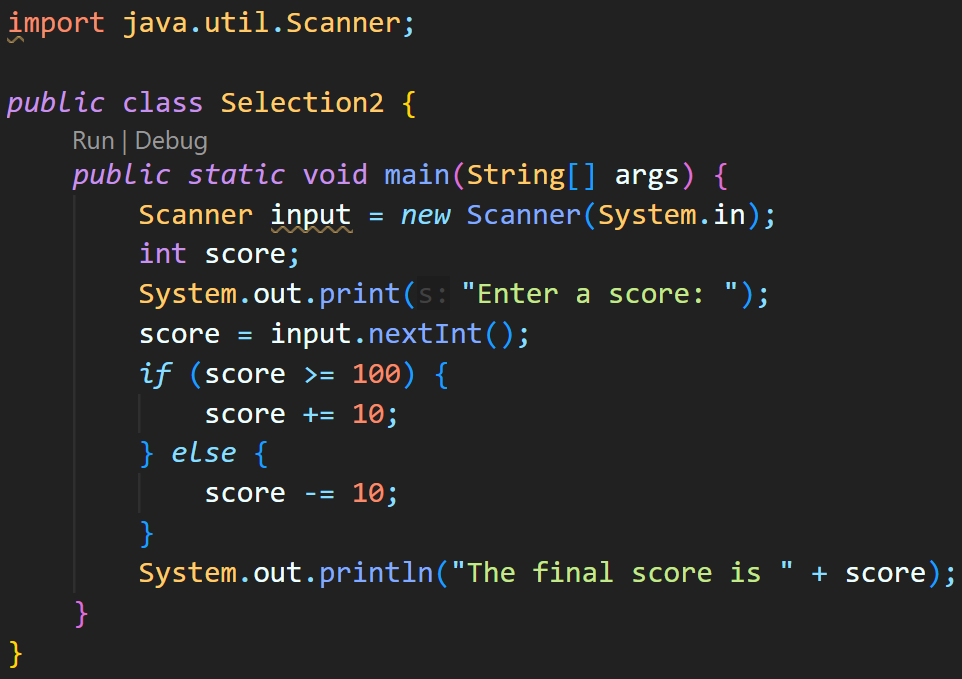 import java.util.Scanner;
public class Selection2 {
Run | Debug
public static void main(String[] args) {
Scanner input = new Scanner(System.in);
int score;
System.out.print(s: "Enter a score: ");
score = input.nextInt();
if (score >= 100) {
score += 10;
} else {
score -= 10;
}
System.out.println("The final score is " + score);
}
}